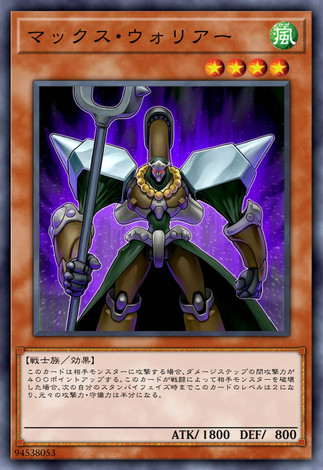 マックス・ウォリアー
風
【戦士族／効果】
このカードは相手モンスターに攻撃する場合、ダメージステップの間攻撃力が
４００ポイントアップする。このカードが戦闘によって相手モンスターを破壊
した場合、次の自分のスタンバイフェイズ時までこのカードのレベルは２にな
り、元々の攻撃力・守備力は半分になる。
ATK/ 1800 DEF/ 800
94538053